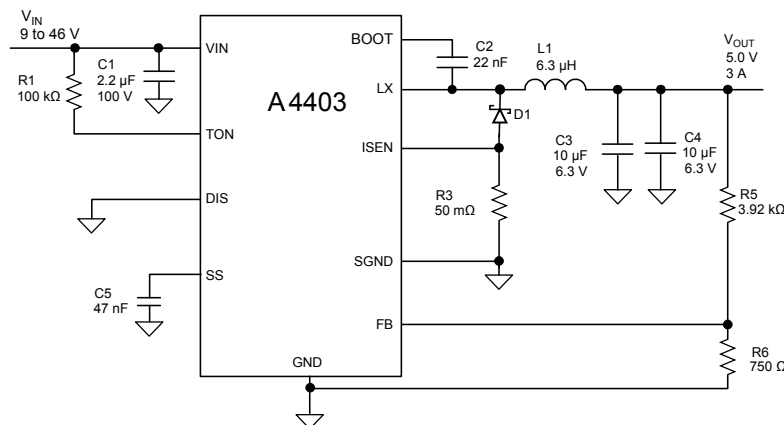 VIN
9 to 46 V
R1
100 kΩ
C1
2.2 µF
100 V
VIN
TON
DIS
SS
C5
47 nF
A4403
GND
BOOT
LX
ISEN
SGND
FB
C2
22 nF
L1
6.3 µH
D1
R3
50 mΩ
C3
10 µF
6.3 V
C4
10 µF
6.3 V
VOUT
5.0 V
3 A
R5
3.92 kΩ
R6
750 Ω